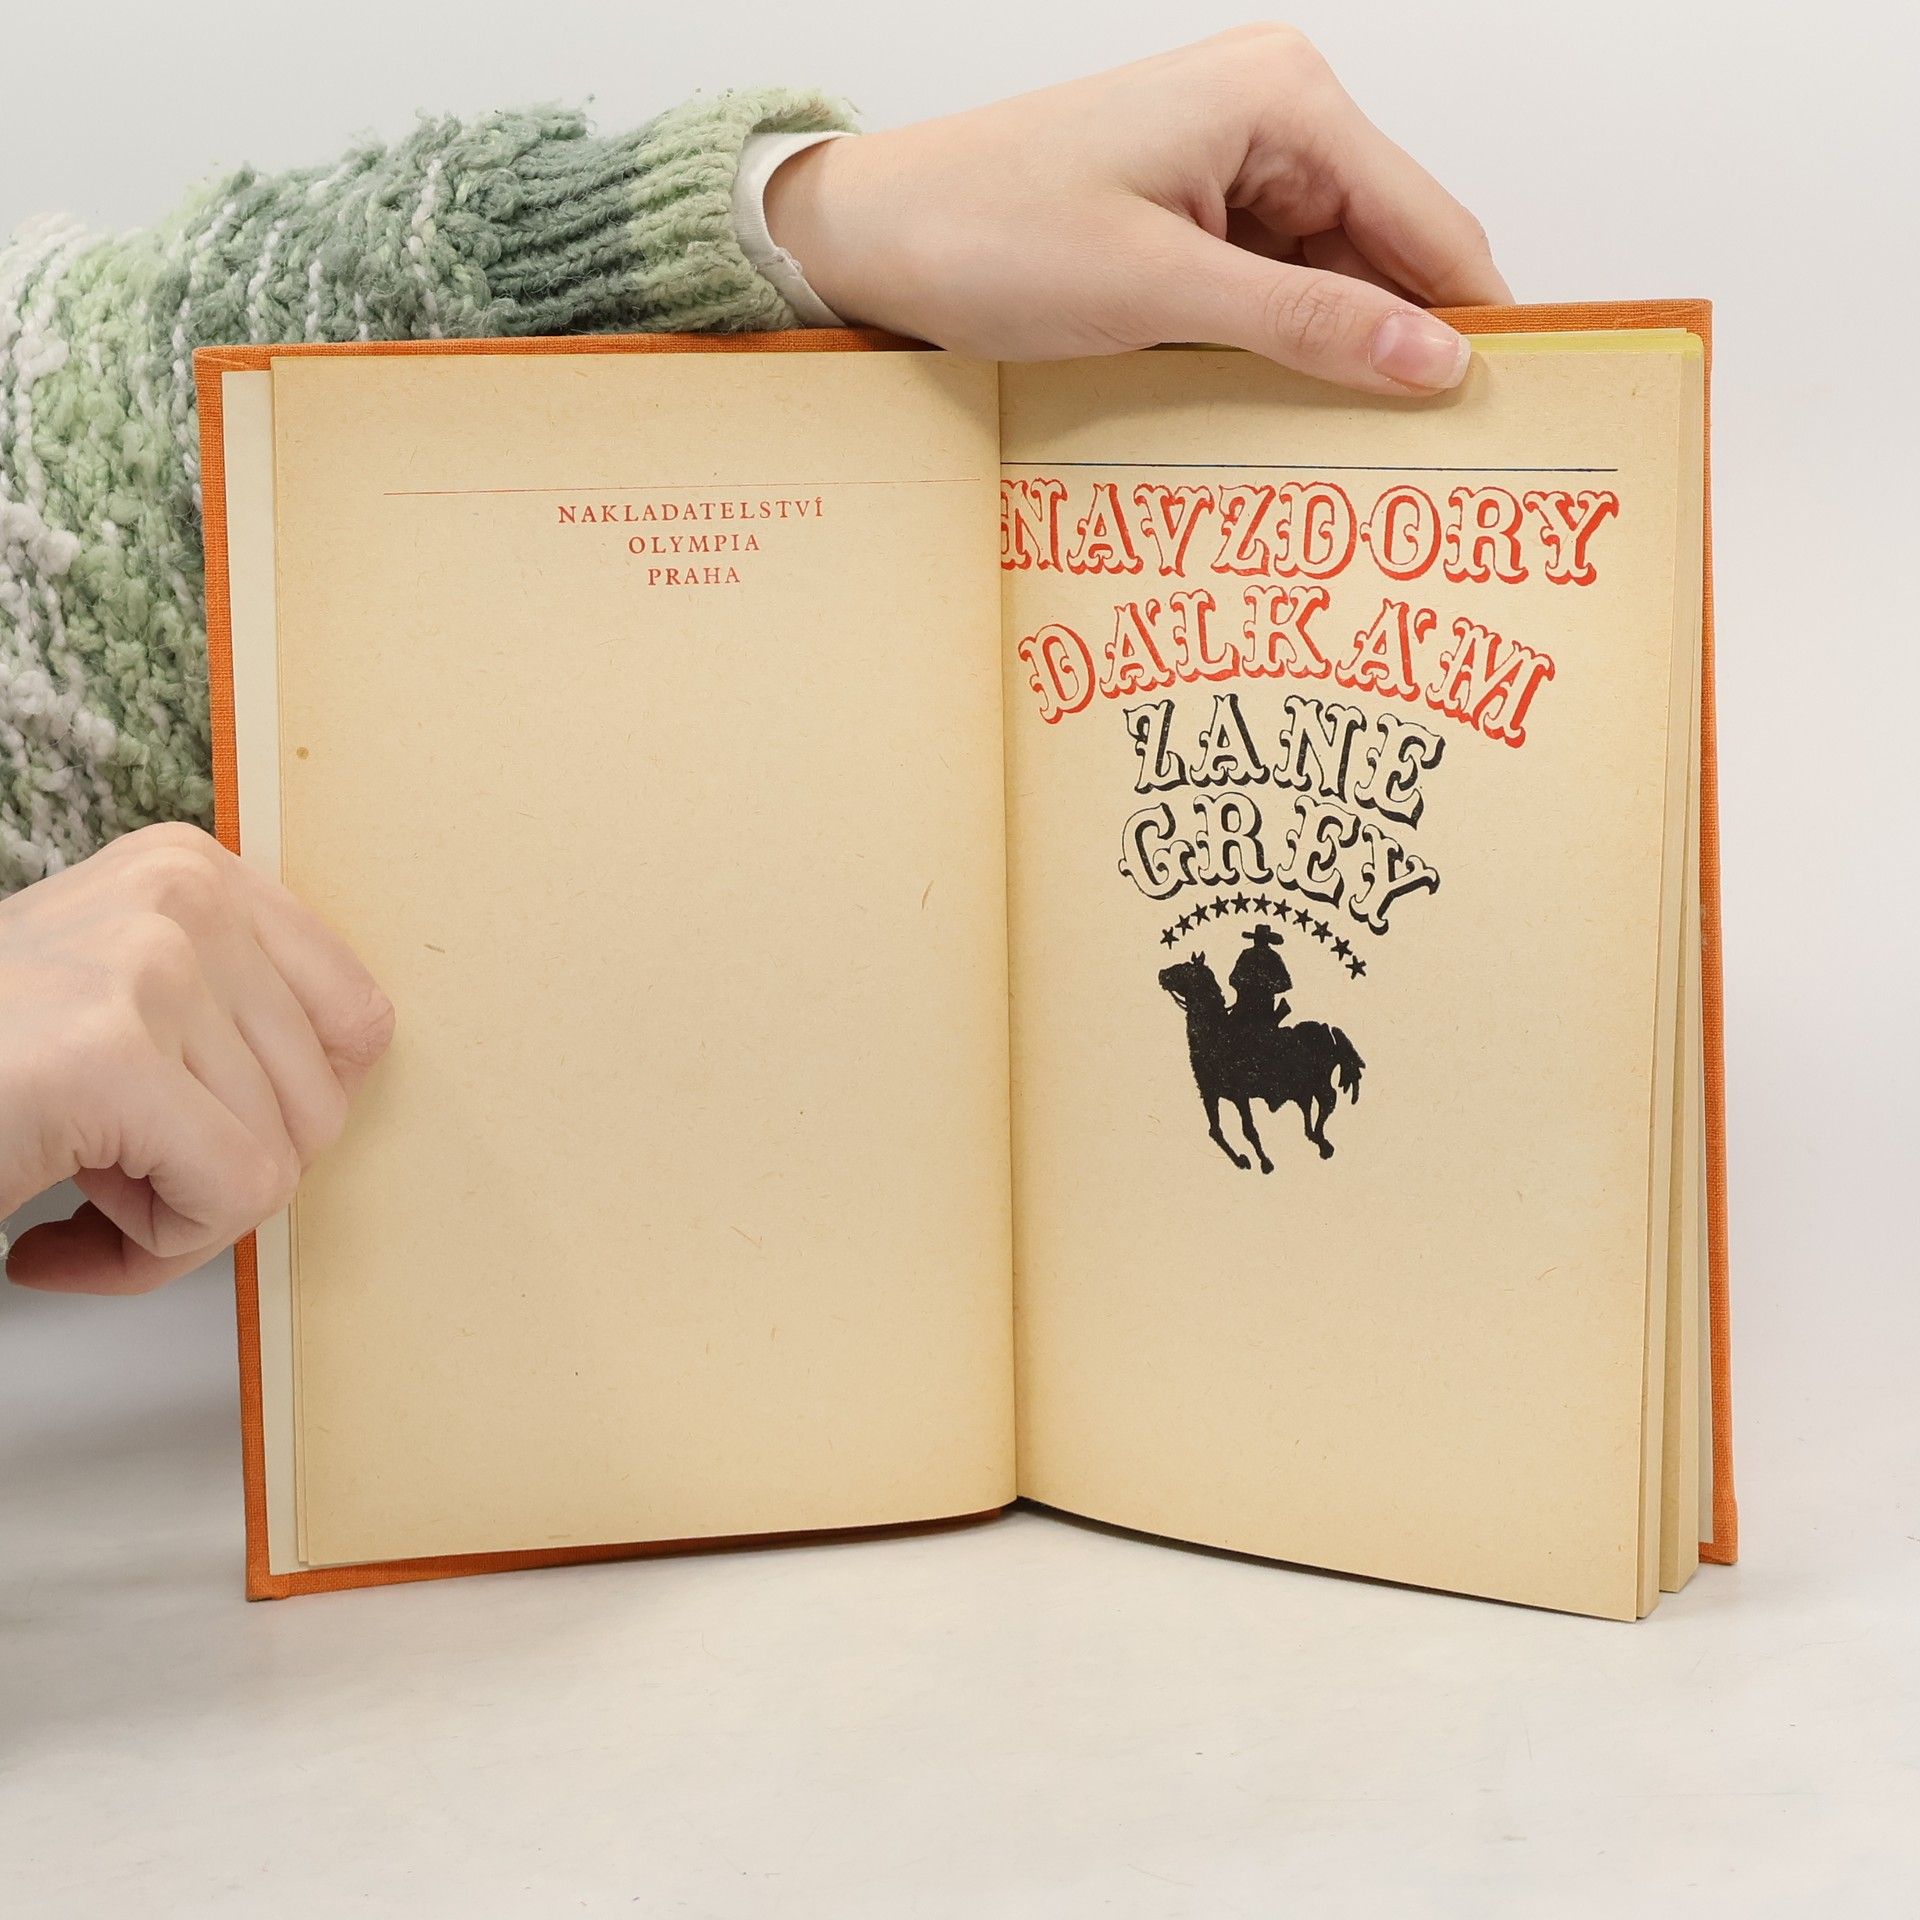 NAKLADATELSTVÍ
OLYMPIA
PRAHA
NAVZDORY
DÁLKÁM
ZANE
GREY